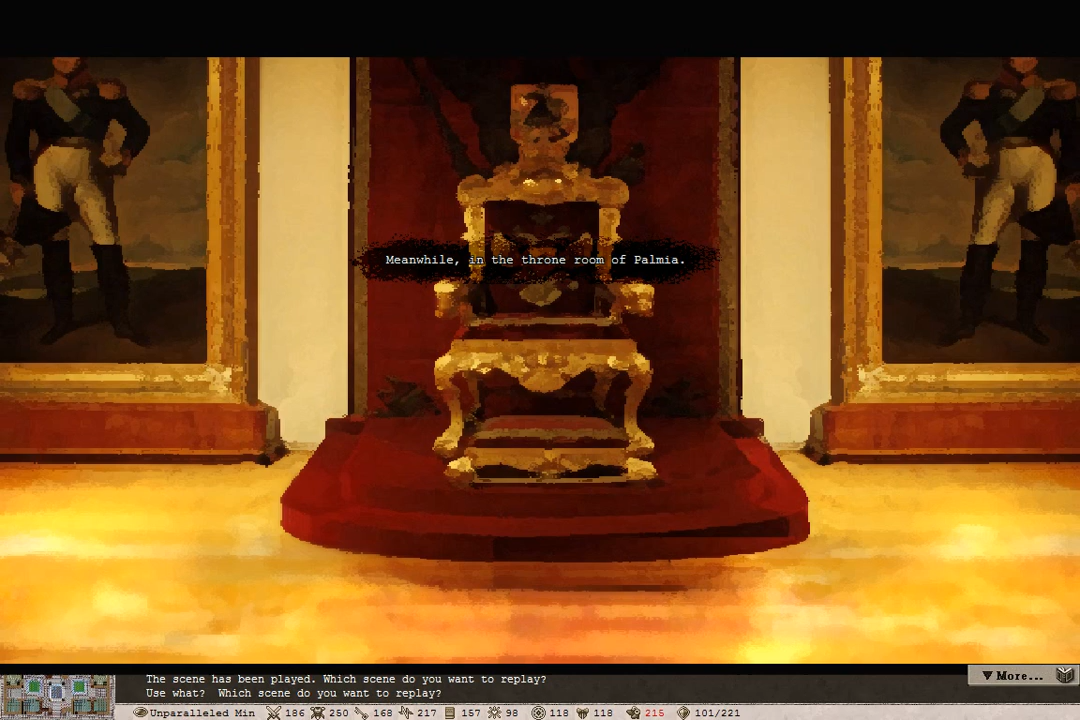 Meanwhile, in the throne room of Palmia.
The scene has been played. Which scene do you want to replay?
▼ More...
Use what?  Which scene do you want to replay?
Unparalleled Min 186 250 168 217 157 98 118 118 215 101/221